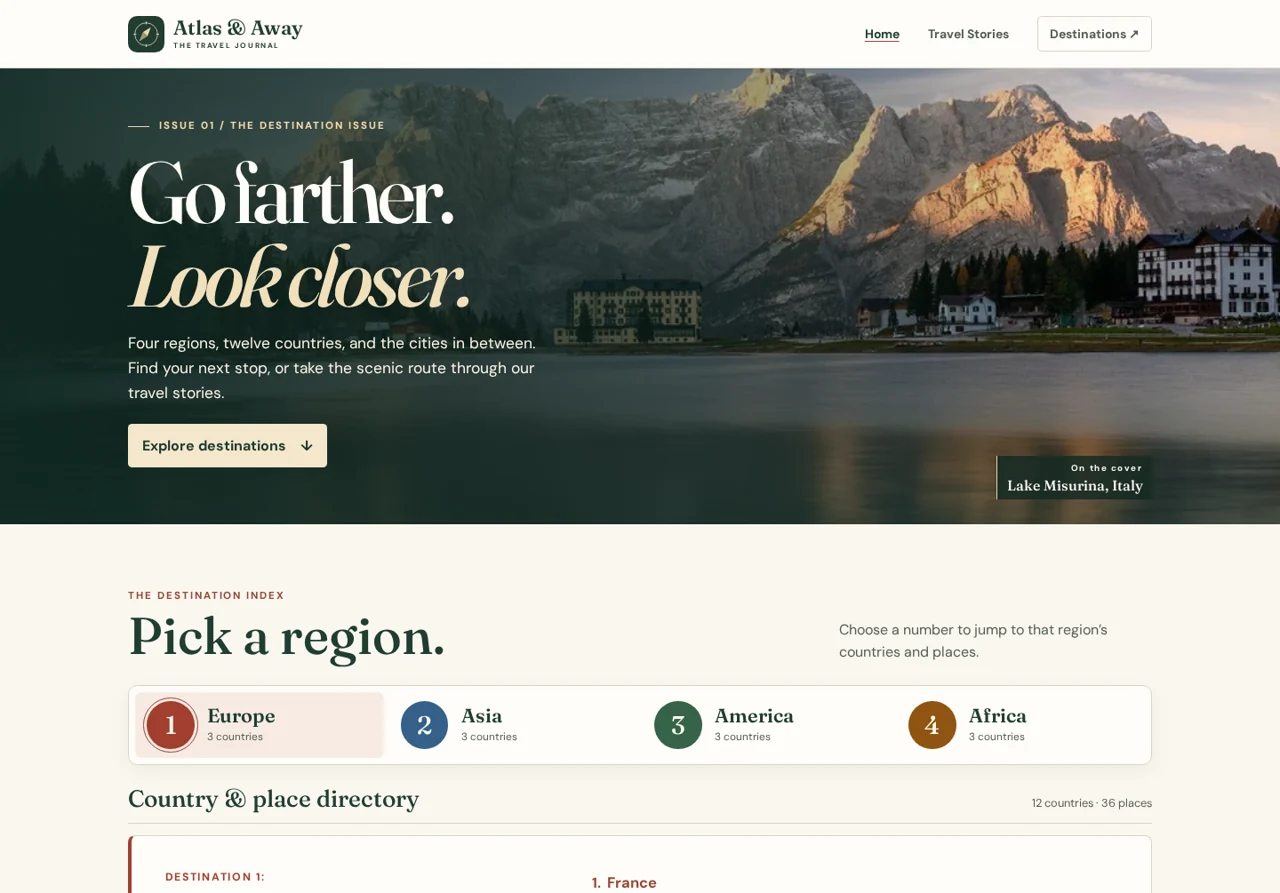 Atlas & Away
THE TRAVEL JOURNAL
Home
Travel Stories
Destinations ↗
ISSUE 01 / THE DESTINATION ISSUE
Go farther.
Look closer.
Four regions, twelve countries, and the cities in between.
Find your next stop, or take the scenic route through our
travel stories.
Explore destinations ↓
On the cover
Lake Misurina, Italy
THE DESTINATION INDEX
Pick a region.
Choose a number to jump to that region’s
countries and places.
1
Europe
3 countries
2
Asia
3 countries
3
America
3 countries
4
Africa
3 countries
Country & place directory
12 countries · 36 places
DESTINATION 1:
1. France